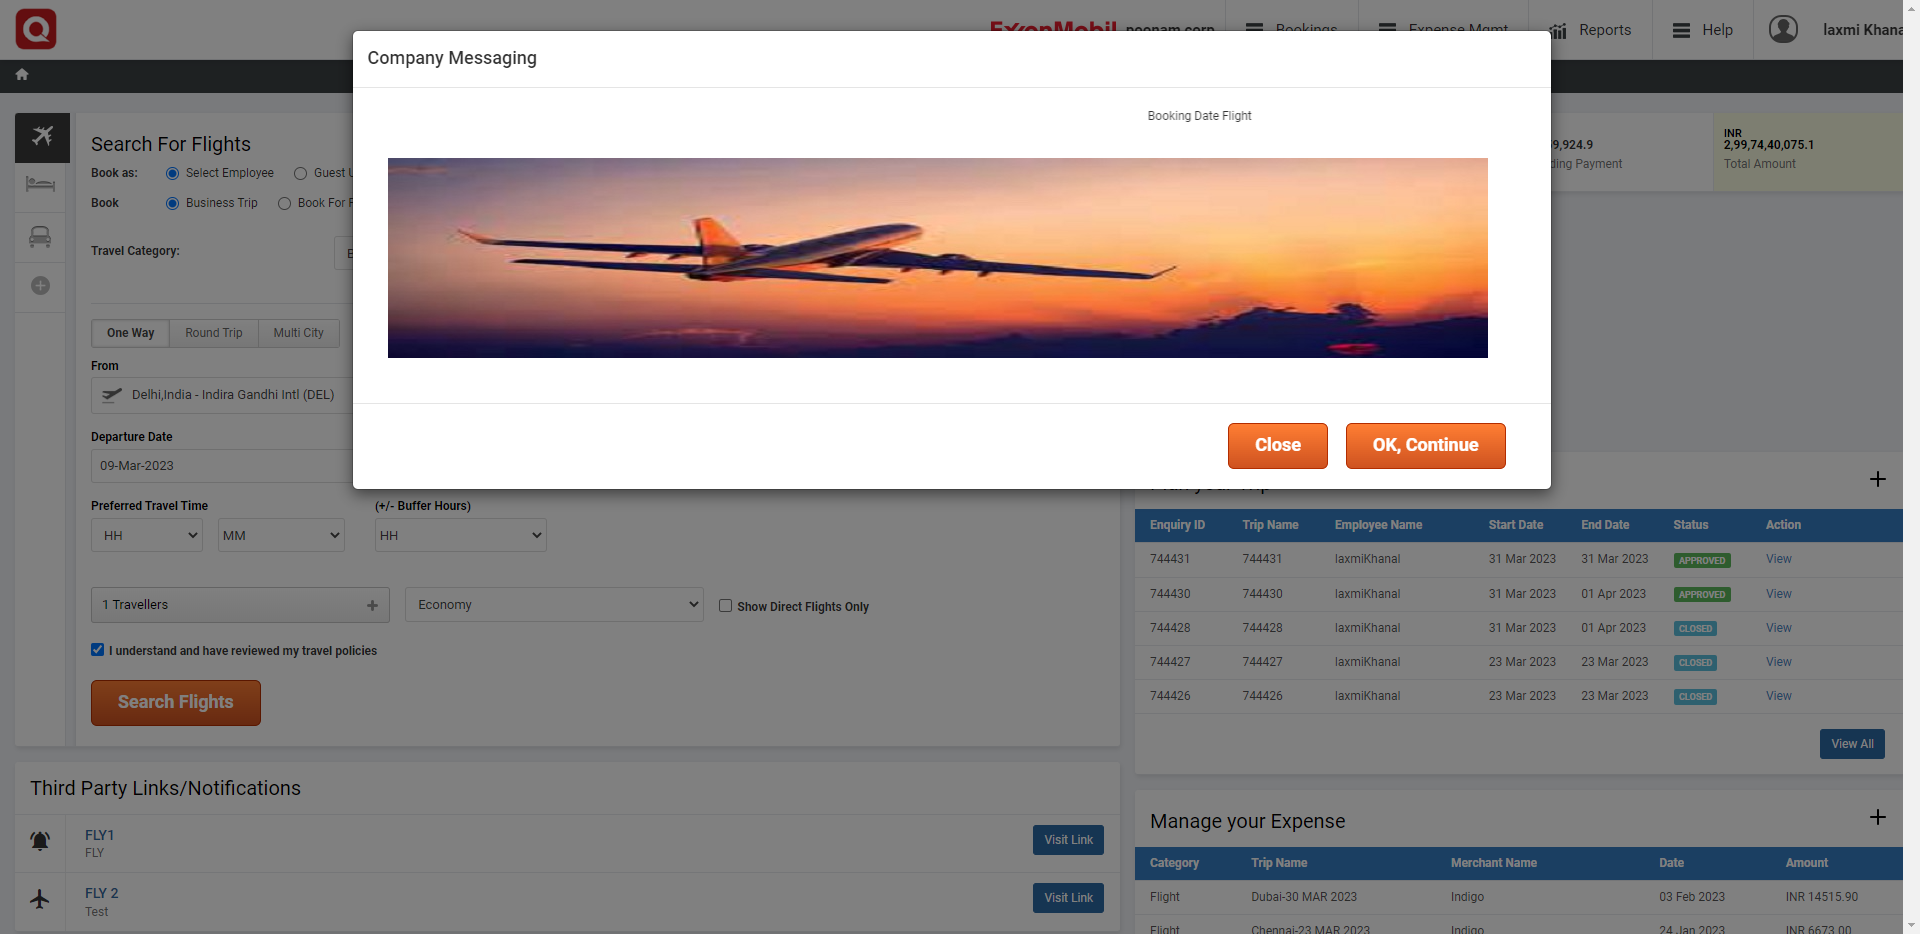 ExxonMobil
Bookings
Expense Mgmt
Reports
Help
laxmi Khana
Company Messaging
Booking Date Flight
Close
OK, Continue
Search For Flights
Book as:
Select Employee
Guest U
Book
Business Trip
Book For
Travel Category:
One Way
Round Trip
Multi City
From
Delhi,India - Indira Gandhi Intl (DEL)
Departure Date
09-Mar-2023
Preferred Travel Time
(+/- Buffer Hours)
HH
MM
HH
1 Travellers
Economy
Show Direct Flights Only
I understand and have reviewed my travel policies
Search Flights
Third Party Links/Notifications
FLY1
FLY
Visit Link
FLY 2
Test
Visit Link
9,924.9
ding Payment
INR
2,99,74,40,075.1
Total Amount
Enquiry ID Trip Name Employee Name Start Date End Date Status Action
744431 744431 laxmiKhanal 31 Mar 2023 31 Mar 2023 APPROVED View
744430 744430 laxmiKhanal 31 Mar 2023 01 Apr 2023 APPROVED View
744428 744428 laxmiKhanal 31 Mar 2023 01 Apr 2023 CLOSED View
744427 744427 laxmiKhanal 23 Mar 2023 23 Mar 2023 CLOSED View
744426 744426 laxmiKhanal 23 Mar 2023 23 Mar 2023 CLOSED View
View All
Manage your Expense
Category Trip Name Merchant Name Date Amount
Flight Dubai-30 MAR 2023 Indigo 03 Feb 2023 INR 14515.90
Flight Chennai-23 MAR 2023 Indigo 24 Jan 2023 INR 6673.00